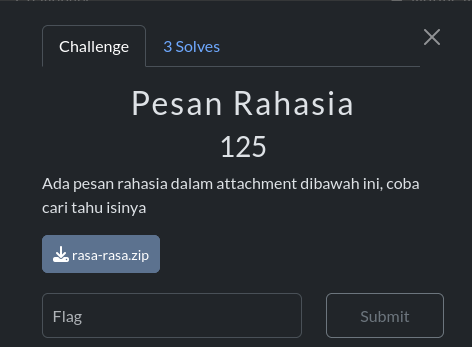 Challenge
3 Solves
Pesan Rahasia
125
Ada pesan rahasia dalam attachment dibawah ini, coba
cari tahu isinya
rasa-rasa.zip
Flag
Submit